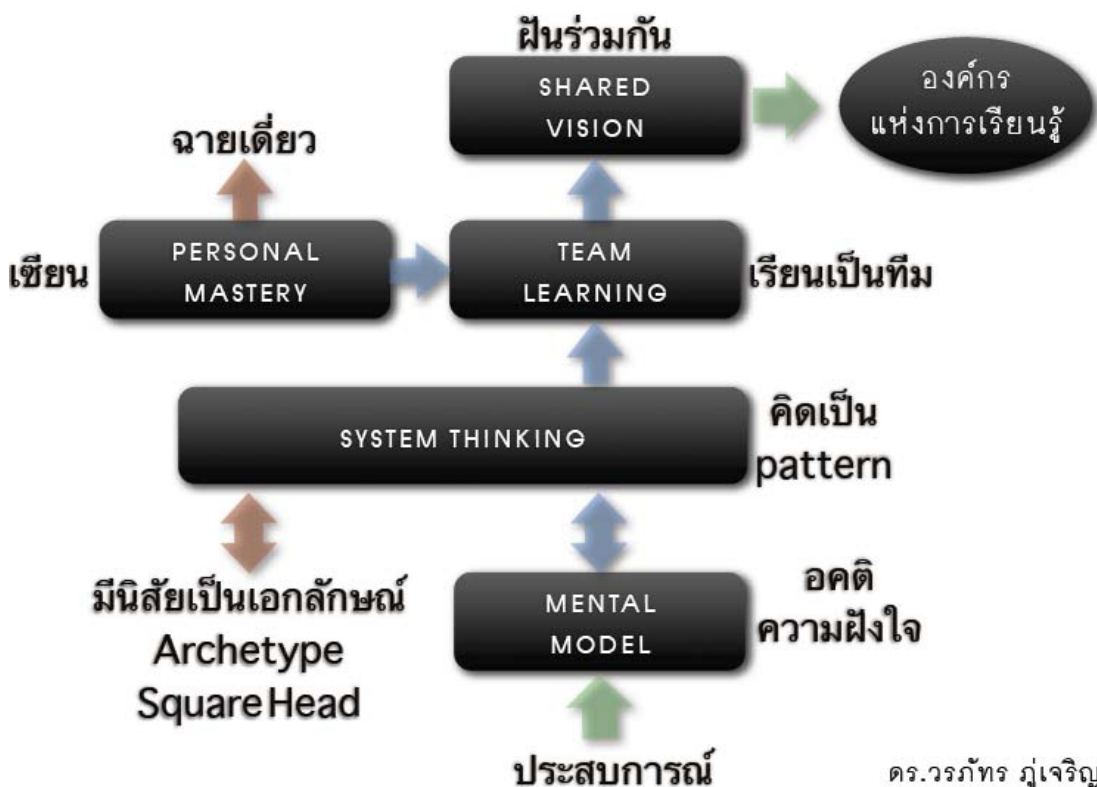 ฝันร่วมกัน
SHARED
VISION
องค์กร
แห่งการเรียนรู้
ฉายเดี่ยว
เซียน
PERSONAL
MASTERY
TEAM
LEARNING
เรียนเป็นทีม
SYSTEM THINKING
คิดเป็น
pattern
มีนิสัยเป็นเอกลักษณ์
Archetype
Square Head
MENTAL
MODEL
อคติ
ความฝังใจ
ประสบการณ์
ดร.วรภัทร ภู่เจริญ